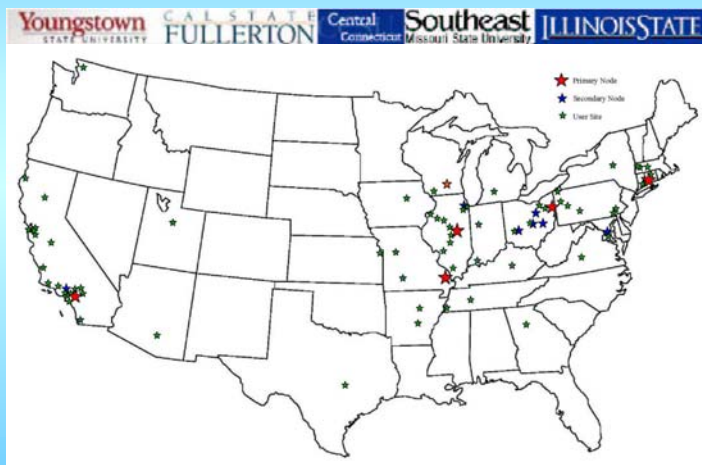 Youngstown
STATE UNIVERSITY
CAL STATE
FULLERTON
Central
Connecticut
Southeast
Missouri State University
ILLINOIS STATE
Primary Node
Secondary Node
User Site